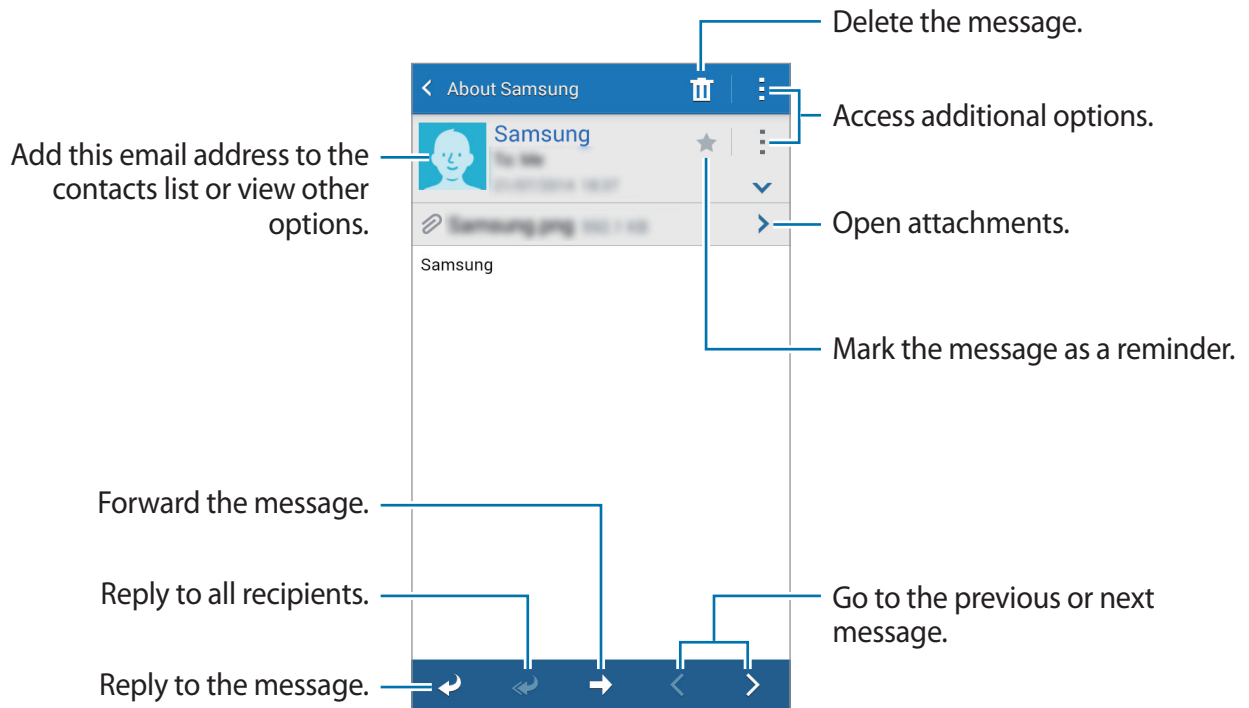 Delete the message.
About Samsung
Access additional options.
Samsung
Add this email address to the
contacts list or view other
options.
Open attachments.
Samsung
Mark the message as a reminder.
Forward the message.
Reply to all recipients.
Go to the previous or next
message.
Reply to the message.